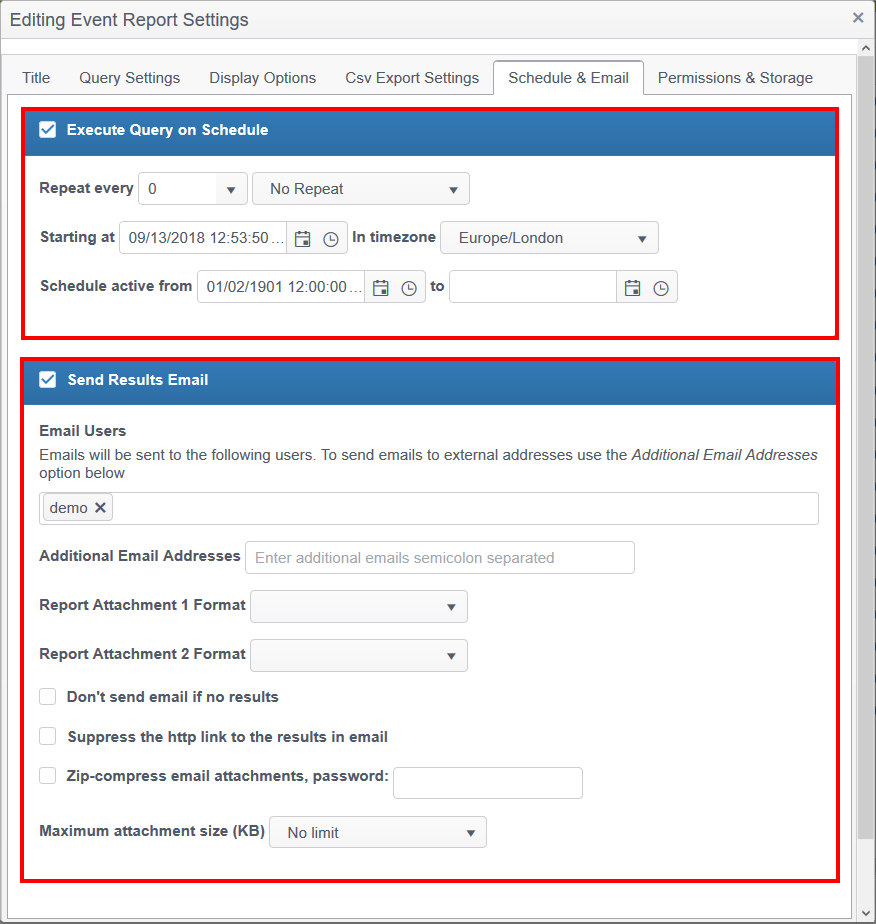 Editing Event Report Settings
Title Query Settings Display Options Csv Export Settings Schedule & Email Permissions & Storage
Execute Query on Schedule
Repeat every 0 No Repeat
Starting at 09/13/2018 12:53:50 ... In timezone Europe/London
Schedule active from 01/02/1901 12:00:00 ... to
Send Results Email
Email Users
Emails will be sent to the following users. To send emails to external addresses use the Additional Email Addresses
option below
demo
Additional Email Addresses Enter additional emails semicolon separated
Report Attachment 1 Format
Report Attachment 2 Format
Don't send email if no results
Suppress the http link to the results in email
Zip-compress email attachments, password:
Maximum attachment size (KB) No limit